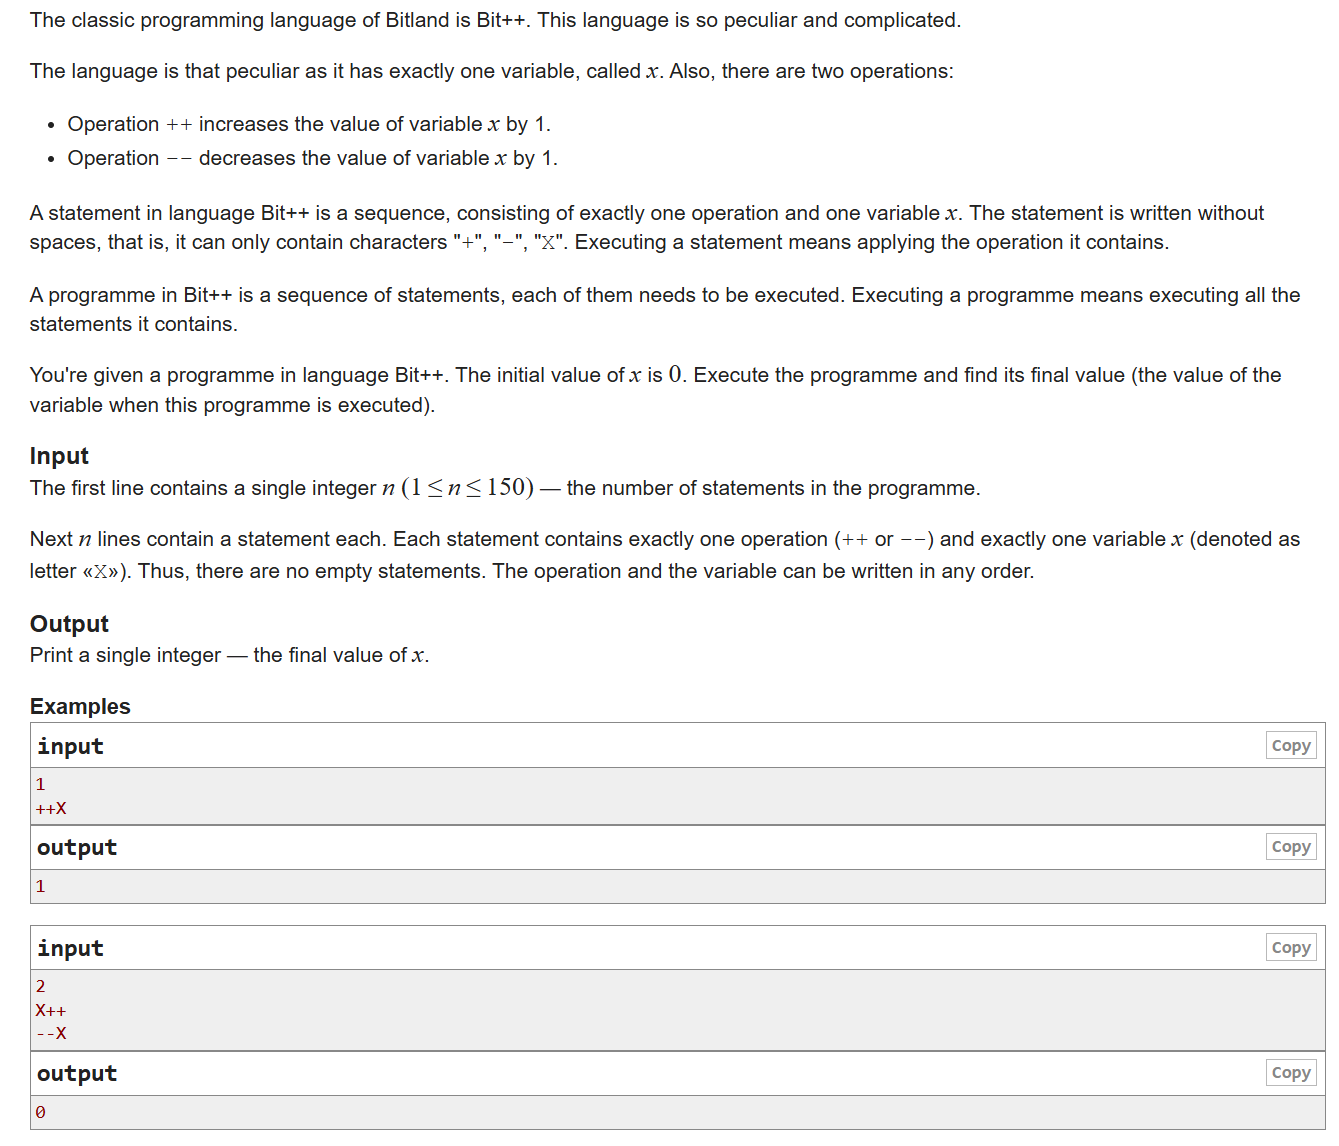 The classic programming language of Bitland is Bit++. This language is so peculiar and complicated.
The language is that peculiar as it has exactly one variable, called x. Also, there are two operations:
• Operation ++ increases the value of variable x by 1.
• Operation -- decreases the value of variable x by 1.
A statement in language Bit++ is a sequence, consisting of exactly one operation and one variable x. The statement is written without
spaces, that is, it can only contain characters "+", "-", "X". Executing a statement means applying the operation it contains.
A programme in Bit++ is a sequence of statements, each of them needs to be executed. Executing a programme means executing all the
statements it contains.
You're given a programme in language Bit++. The initial value of x is 0. Execute the programme and find its final value (the value of the
variable when this programme is executed).
Input
The first line contains a single integer n (1 ≤ n ≤ 150) — the number of statements in the programme.
Next n lines contain a statement each. Each statement contains exactly one operation (++ or --) and exactly one variable x (denoted as
letter «X»). Thus, there are no empty statements. The operation and the variable can be written in any order.
Output
Print a single integer — the final value of x.
Examples
input Copy
1
++X
output Copy
1
input Copy
2
X++
--X
output Copy
0